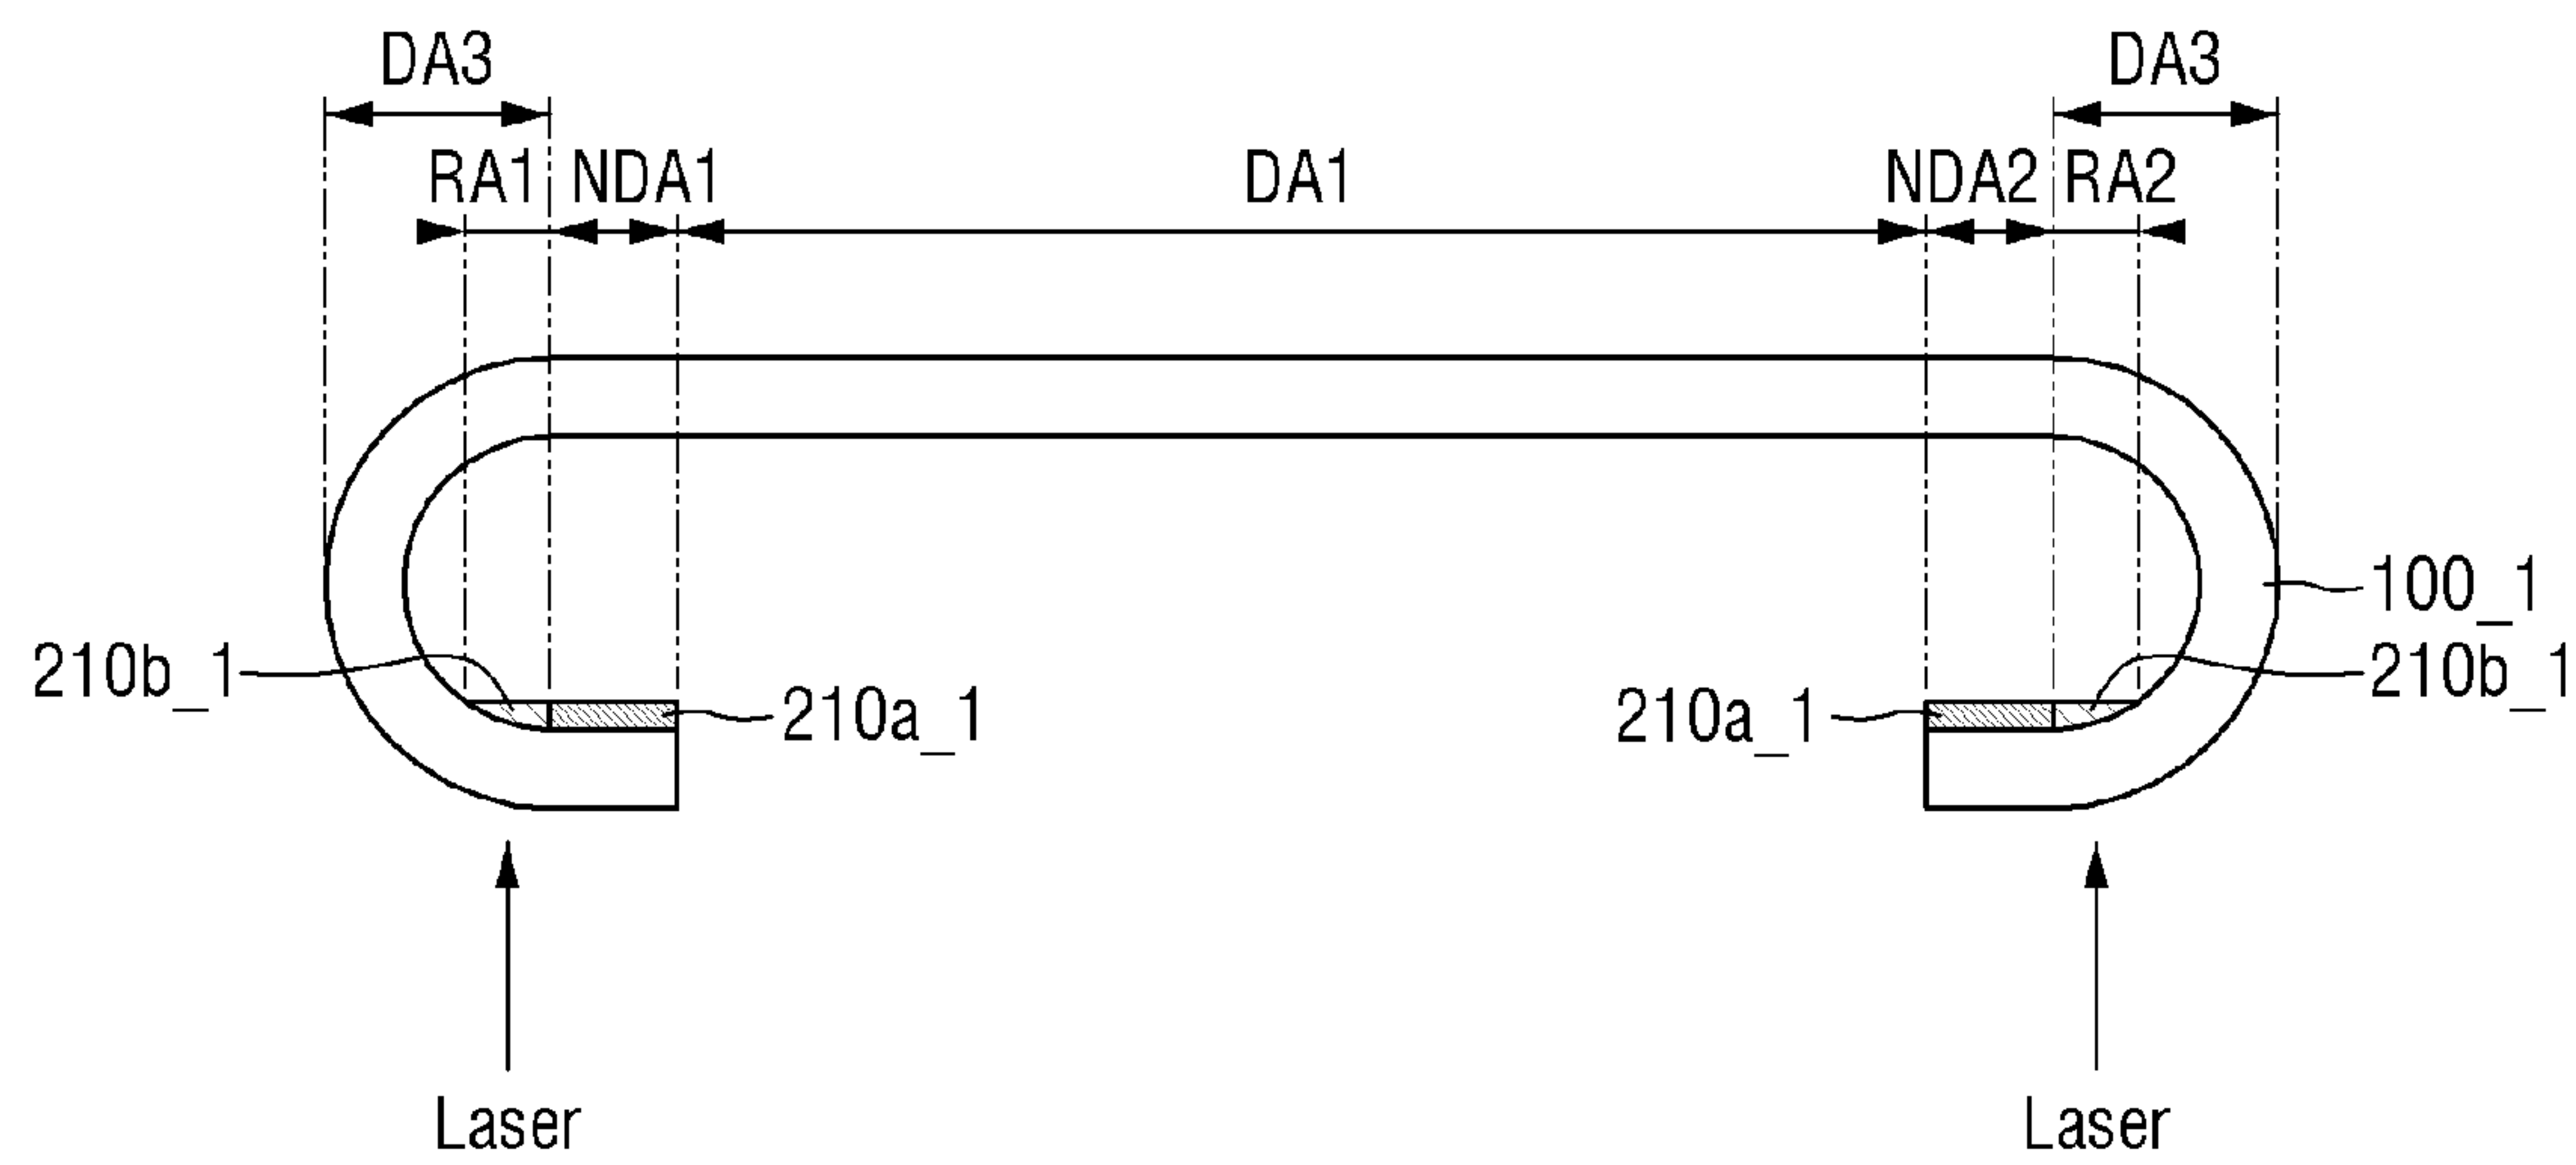 DA3 DA3
RA1 NDA1 DA1 NDA2 RA2
100_1
210b_1 210b_1
210a_1 210a_1
Laser Laser